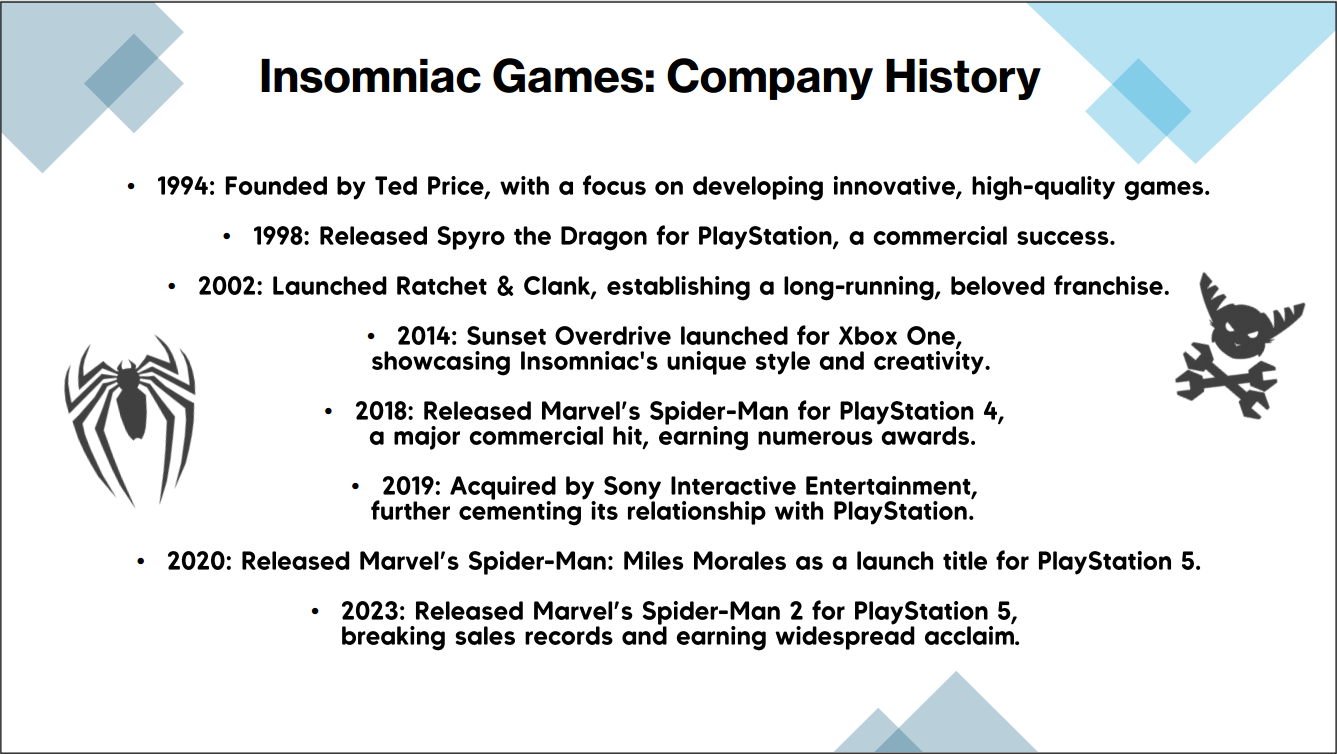 Insomniac Games: Company History
• 1994: Founded by Ted Price, with a focus on developing innovative, high-quality games.
• 1998: Released Spyro the Dragon for PlayStation, a commercial success.
• 2002: Launched Ratchet & Clank, establishing a long-running, beloved franchise.
• 2014: Sunset Overdrive launched for Xbox One,
showcasing Insomniac's unique style and creativity.
• 2018: Released Marvel’s Spider-Man for PlayStation 4,
a major commercial hit, earning numerous awards.
• 2019: Acquired by Sony Interactive Entertainment,
further cementing its relationship with PlayStation.
• 2020: Released Marvel’s Spider-Man: Miles Morales as a launch title for PlayStation 5.
• 2023: Released Marvel’s Spider-Man 2 for PlayStation 5,
breaking sales records and earning widespread acclaim.